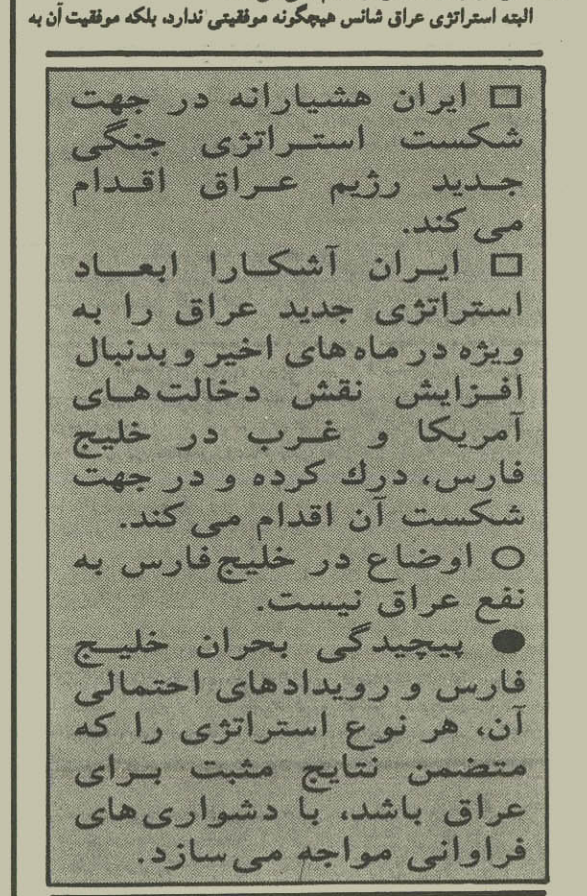 البته استراتژی عراق شانس هیچگونه موفقیتی ندارد، بلکه موفقیت آن به
□ ایران هشیارانه در جهت
شکست استراتژی جنگی
جدید رژیم عراق اقدام
می کند.
□ ایران آشکارا ابعاد
استراتژی جدید عراق را به
ویژه در ماه های اخیر و بدنبال
افزایش نقش دخالت های
آمریکا و غرب در خلیج
فارس، درك کرده و در جهت
شکست آن اقدام می کند.
○ اوضاع در خلیج فارس به
نفع عراق نیست.
● پیچیدگی بحران خلیج
فارس و رویدادهای احتمالی
آن، هر نوع استراتژی را که
متضمن نتایج مثبت برای
عراق باشد، با دشواری های
فراوانی مواجه می سازد.